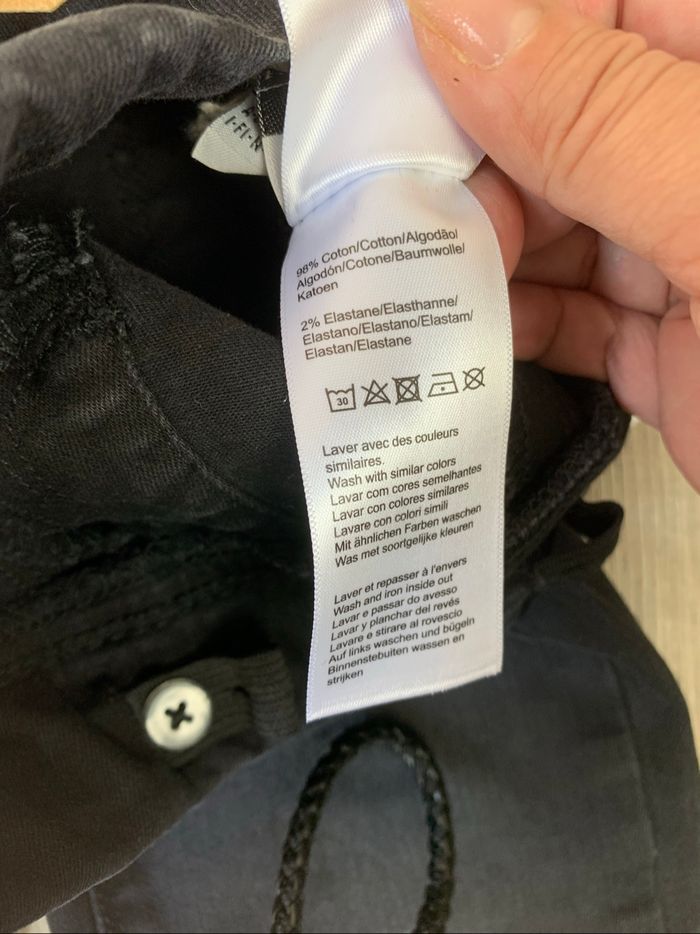 I-FI-N
98% Coton/Cotton/Algodão/
Algodón/Cotone/Baumwolle/
Katoen
2% Elastane/Elasthanne/
Elastano/Elastano/Elastam/
Elastan/Elastane
30
Laver avec des couleurs
similaires.
Wash with similar colors
Lavar com cores semelhantes
Lavar con colores similares
Lavare con colori simili
Mit ähnlichen Farben waschen
Was met soortgelijke kleuren
Laver et repasser à l'envers
Wash and iron inside out
Lavar e passar do avesso
Lavar y planchar del revés
Lavare e stirare al rovescio
Auf links waschen und bügeln
Binnenstebuiten wassen en
strijken